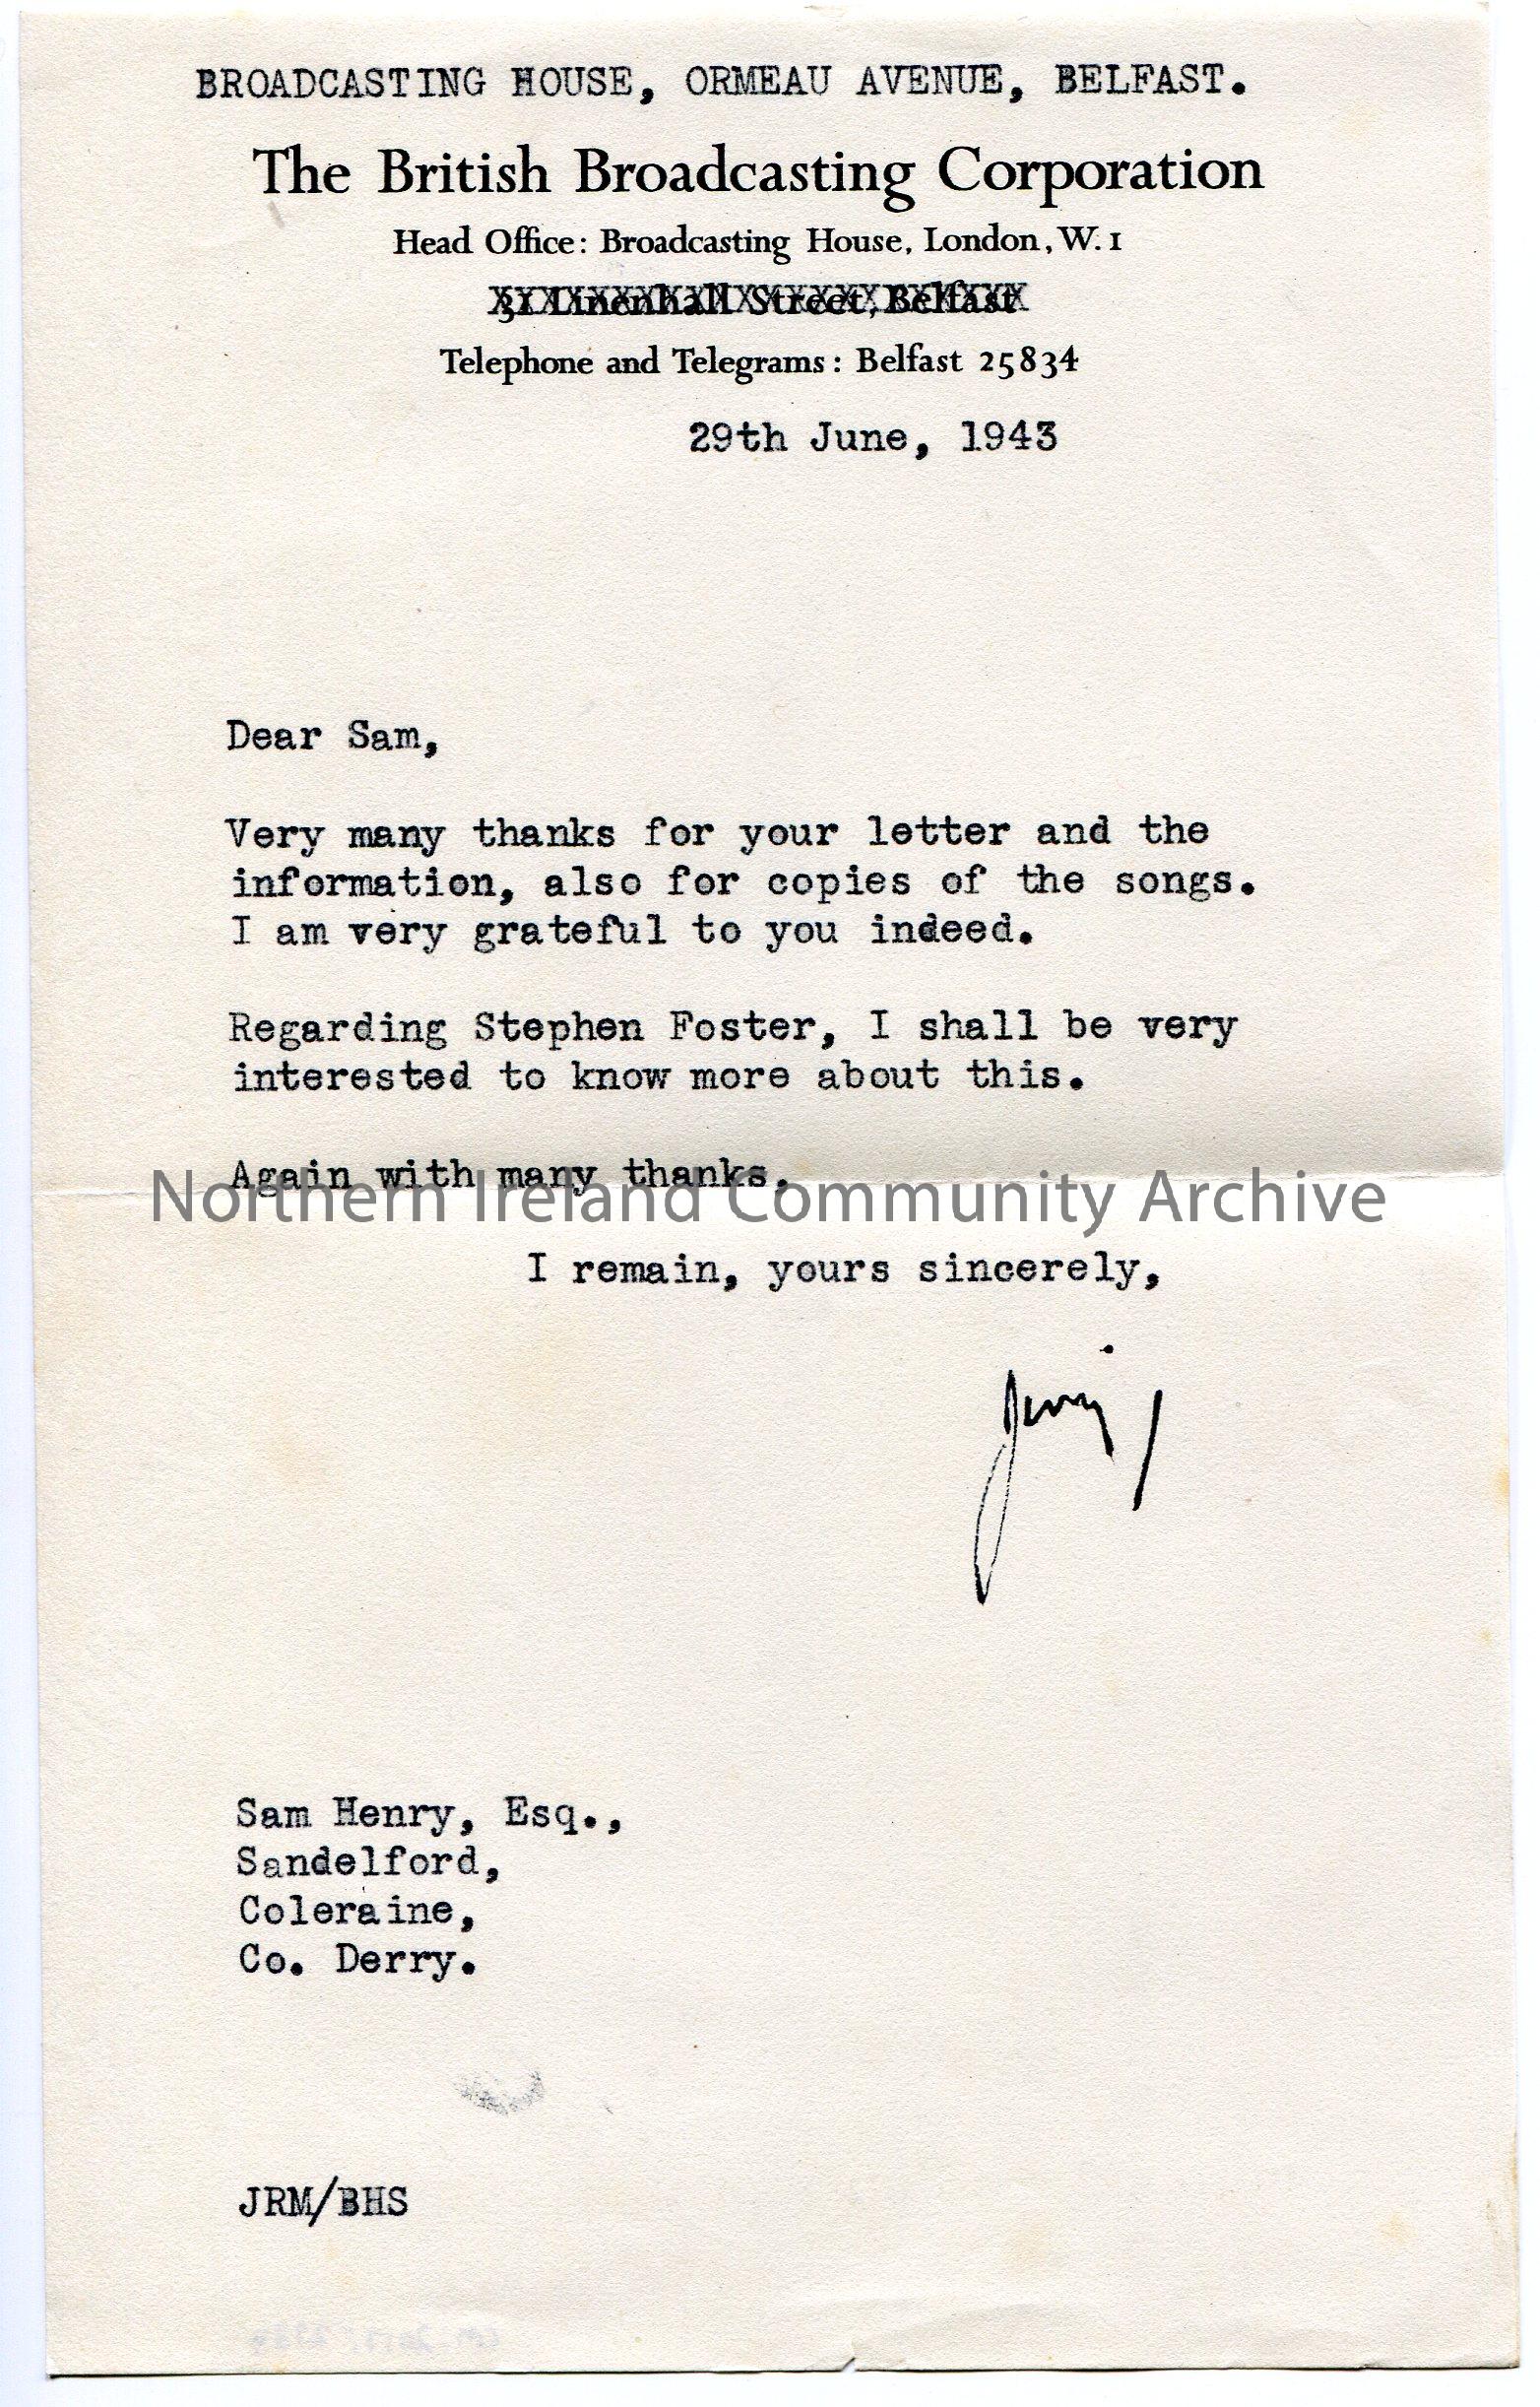 BROADCASTING HOUSE, ORMEAU AVENUE, BELFAST.
The British Broadcasting Corporation
Head Office: Broadcasting House, London, W.1
31 Linenhall Street, Belfast
Telephone and Telegrams: Belfast 25834
29th June, 1943
Dear Sam,
Very many thanks for your letter and the
information, also for copies of the songs.
I am very grateful to you indeed.
Regarding Stephen Foster, I shall be very
interested to know more about this.
Again with many thanks.
Northern Ireland Community Archive
I remain, yours sincerely,
Sam Henry, Esq.,
Sandelford,
Coleraine,
Co. Derry.
JRM/BHS